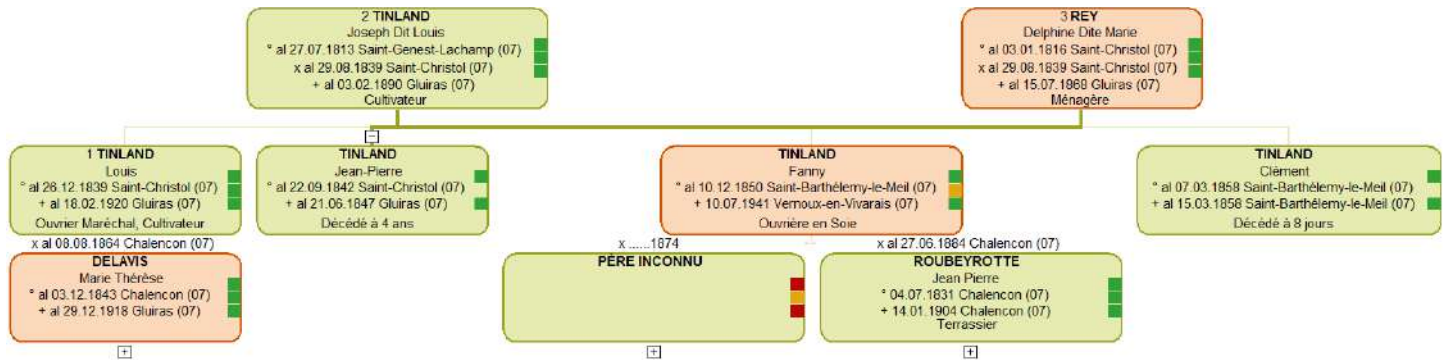 2 TINLAND
Joseph Dit Louis
° al 27.07.1813 Saint-Genest-Lachamp (07)
x al 29.08.1839 Saint-Christol (07)
+ al 03.02.1890 Gluiras (07)
Cultivateur
3 REY
Delphine Dite Marie
° al 03.01.1816 Saint-Christol (07)
x al 29.08.1839 Saint-Christol (07)
+ al 15.07.1868 Gluiras (07)
Ménagère
1 TINLAND
Louis
° al 26.12.1839 Saint-Christol (07)
+ al 18.02.1920 Gluiras (07)
Ouvrier Maréchal, Cultivateur
TINLAND
Jean-Pierre
° al 22.09.1842 Saint-Christol (07)
+ al 21.06.1847 Gluiras (07)
Décédé à 4 ans
TINLAND
Fanny
° al 10.12.1850 Saint-Barthélemy-le-Meil (07)
+ 10.07.1941 Vernoux-en-Vivarais (07)
Ouvrière en Soie
TINLAND
Clément
° al 07.03.1858 Saint-Barthélemy-le-Meil (07)
+ al 15.03.1858 Saint-Barthélemy-le-Meil (07)
Décédé à 8 jours
x al 08.08.1864 Chalencon (07)
x ......1874
x al 27.06.1884 Chalencon (07)
DELAVIS
Marie Thérèse
° al 03.12.1843 Chalencon (07)
+ al 29.12.1918 Gluiras (07)
PÈRE INCONNU
ROUBEYROTTE
Jean Pierre
° 04.07.1831 Chalencon (07)
+ 14.01.1904 Chalencon (07)
Terrassier